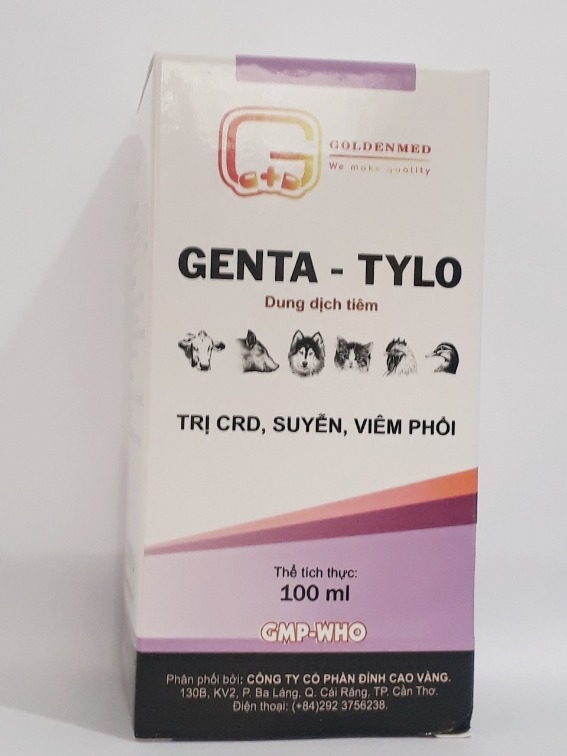 GOLDENMED
We make quality
GENTA - TYLO
Dung dịch tiêm
TRỊ CRD, SUYỄN, VIÊM PHỔI
Thể tích thực:
100 ml
GMP-WHO
Phân phối bởi: CÔNG TY CỔ PHẦN ĐỈNH CAO VÀNG.
130B, KV2, P. Ba Láng, Q. Cái Răng, TP. Cần Thơ.
Điện thoại: (+84)292 3756238.